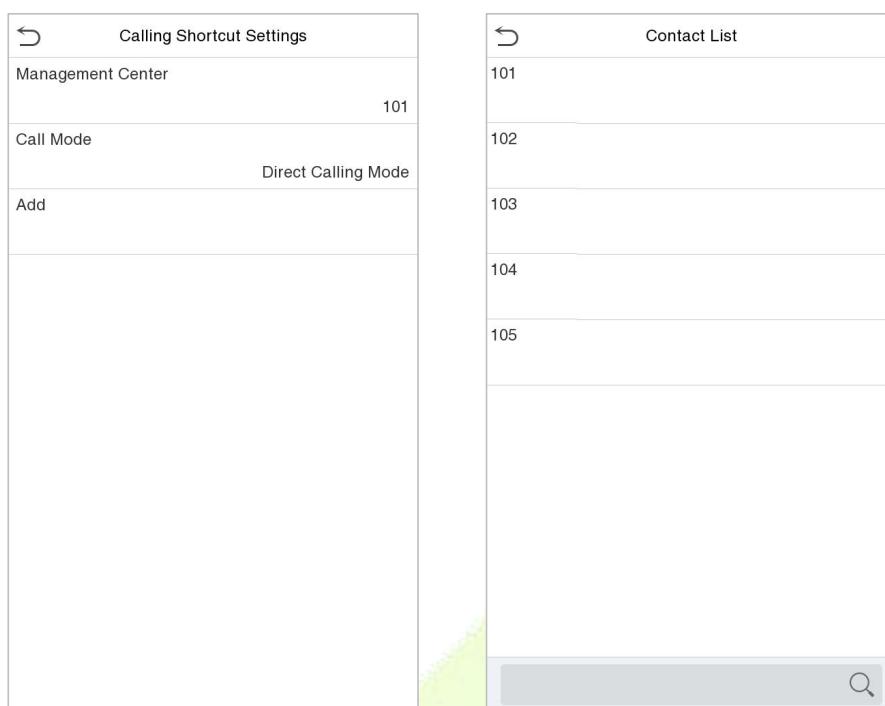 Calling Shortcut Settings
Management Center
101
Call Mode
Direct Calling Mode
Add
Contact List
101
102
103
104
105